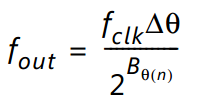 f_out = f_clk Δθ / 2^B_θ(n)